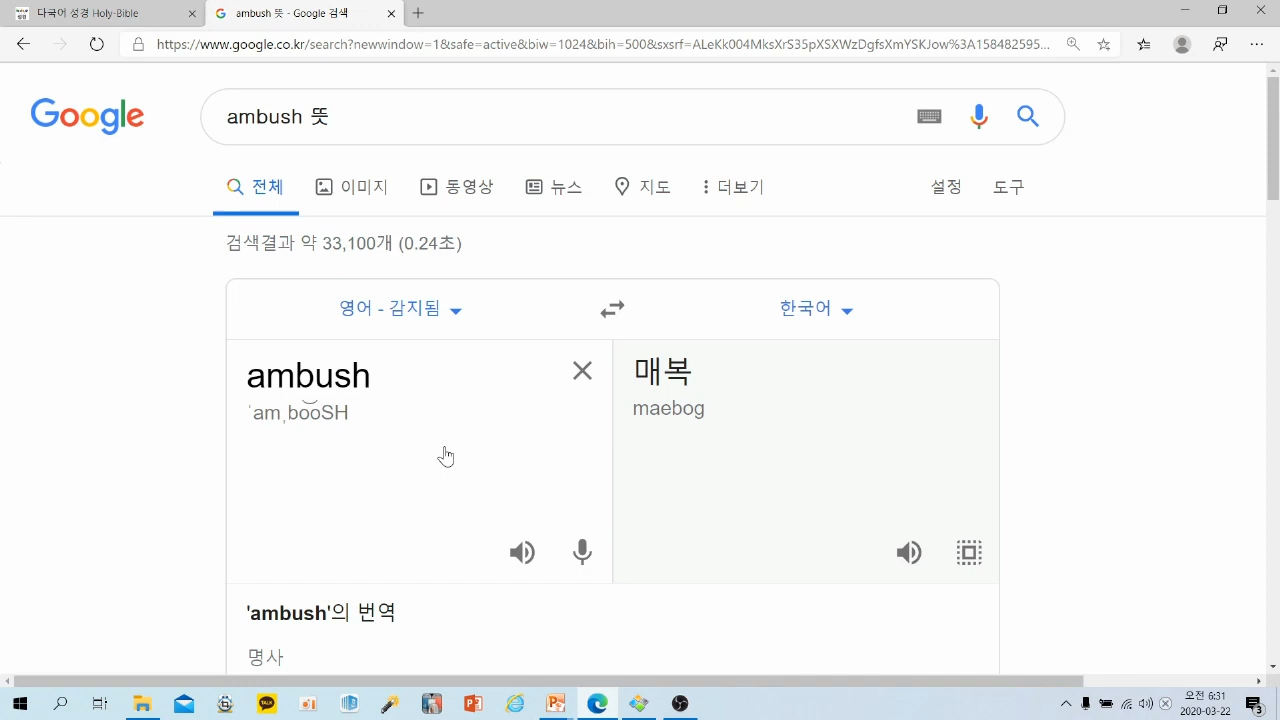 다국어 성경 Holy-Bible
ambush 뜻 - Google 검색
https://www.google.co.kr/search?newwindow=1&safe=active&biw=1024&bih=500&sxsrf=ALeKk004MksXrS35pXSXWzDgfsXmYSKJow%3A158482595...
Google
ambush 뜻
전체
이미지
동영상
뉴스
지도
더보기
설정
도구
검색결과 약 33,100개 (0.24초)
영어 - 감지됨
한국어
ambush
ˈamˌbo͝oSH
매복
maebog
'ambush'의 번역
명사
TALK
오전 6:31
2020-03-22
3